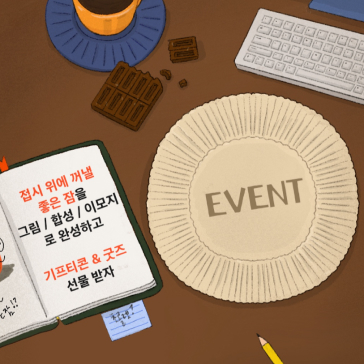 접시 위에 꺼낼
좋은 짐을
그림 / 합성 / 이모지
로 완성하고
기프티콘 & 굿즈
선물 받자
EVENT